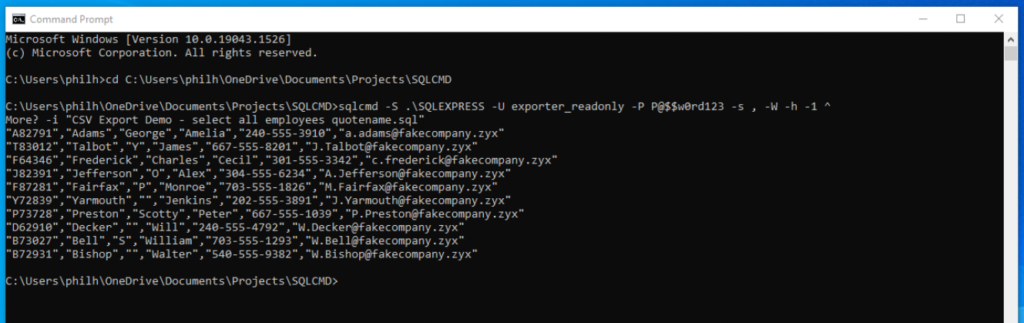 Command Prompt
Microsoft Windows [Version 10.0.19043.1526]
(c) Microsoft Corporation. All rights reserved.
C:\Users\philh>cd C:\Users\philh\OneDrive\Documents\Projects\SQLCMD
C:\Users\philh\OneDrive\Documents\Projects\SQLCMD>sqlcmd -S .\SQLEXPRESS -U exporter_readonly -P P@$$w0rd123 -s , -W -h -1 ^
More? -i "CSV Export Demo - select all employees quotename.sql"
"A82791","Adams","George","Amelia","240-555-3910","a.adams@fakecompany.zyx"
"T83012","Talbot","Y","James","667-555-8201","J.Talbot@fakecompany.zyx"
"F64346","Frederick","Charles","Cecil","301-555-3342","c.frederick@fakecompany.zyx"
"J82391","Jefferson","O","Alex","304-555-6234","A.Jefferson@fakecompany.zyx"
"F87281","Fairfax","P","Monroe","703-555-1826","M.Fairfax@fakecompany.zyx"
"Y72839","Yarmouth","","Jenkins","202-555-3891","J.Yarmouth@fakecompany.zyx"
"P73728","Preston","Scotty","Peter","667-555-1039","P.Preston@fakecompany.zyx"
"D62910","Decker","","Will","240-555-4792","W.Decker@fakecompany.zyx"
"B73027","Bell","S","William","703-555-1293","W.Bell@fakecompany.zyx"
"B72931","Bishop","","Walter","540-555-9382","W.Bishop@fakecompany.zyx"
C:\Users\philh\OneDrive\Documents\Projects\SQLCMD>